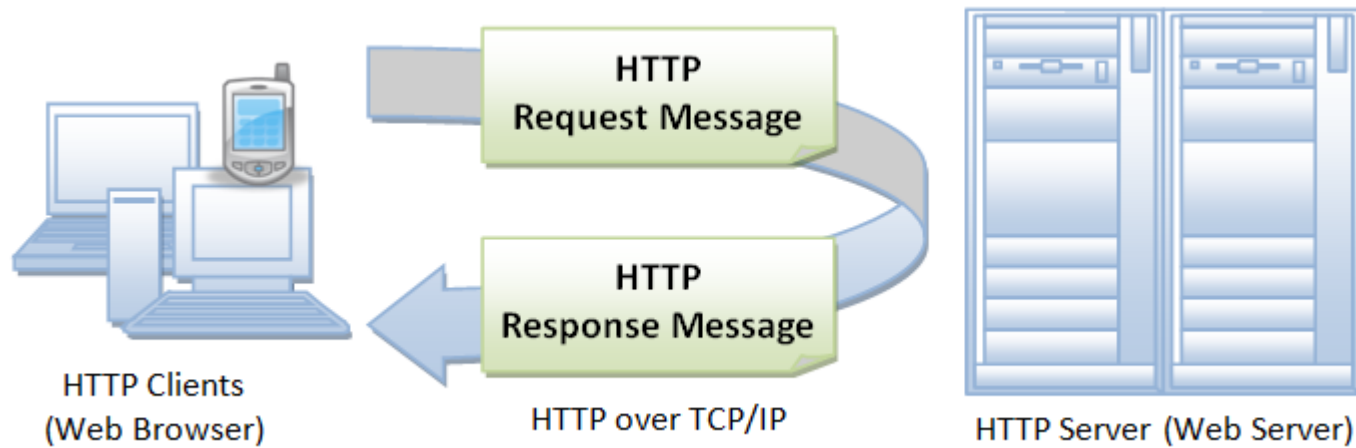 HTTP
Request Message
HTTP
Response Message
HTTP Clients
(Web Browser)
HTTP over TCP/IP
HTTP Server (Web Server)